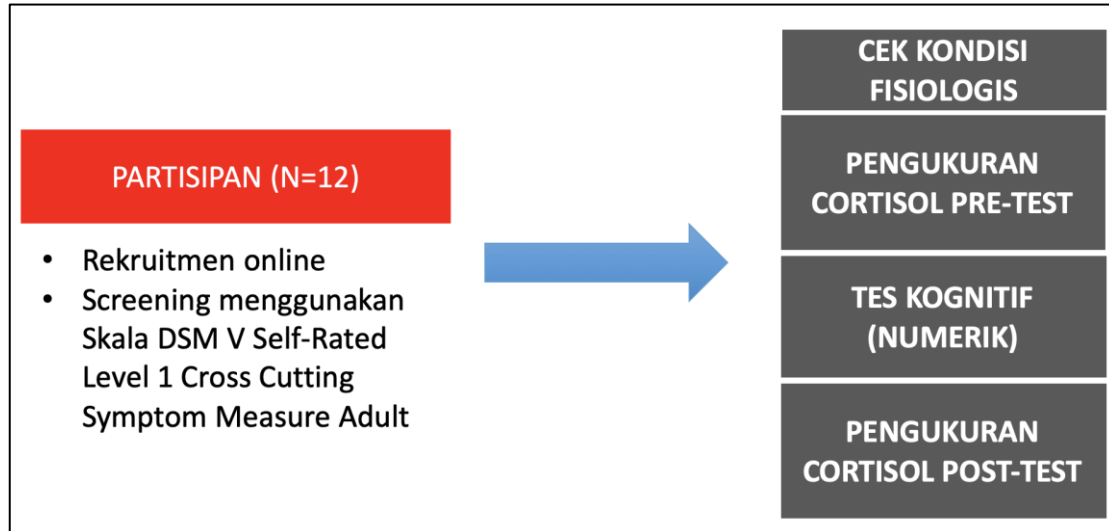 PARTISIPAN (N=12)
• Rekruitmen online
• Screening menggunakan
Skala DSM V Self-Rated
Level 1 Cross Cutting
Symptom Measure Adult
CEK KONDISI
FISIOLOGIS
PENGUKURAN
CORTISOL PRE-TEST
TES KOGNITIF
(NUMERIK)
PENGUKURAN
CORTISOL POST-TEST